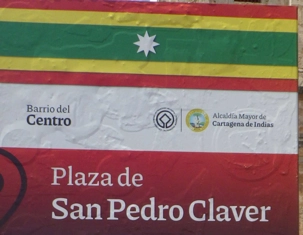 Barrio del
Centro
Alcaldía Mayor de
Cartagena de Indias
Plaza de
San Pedro Claver